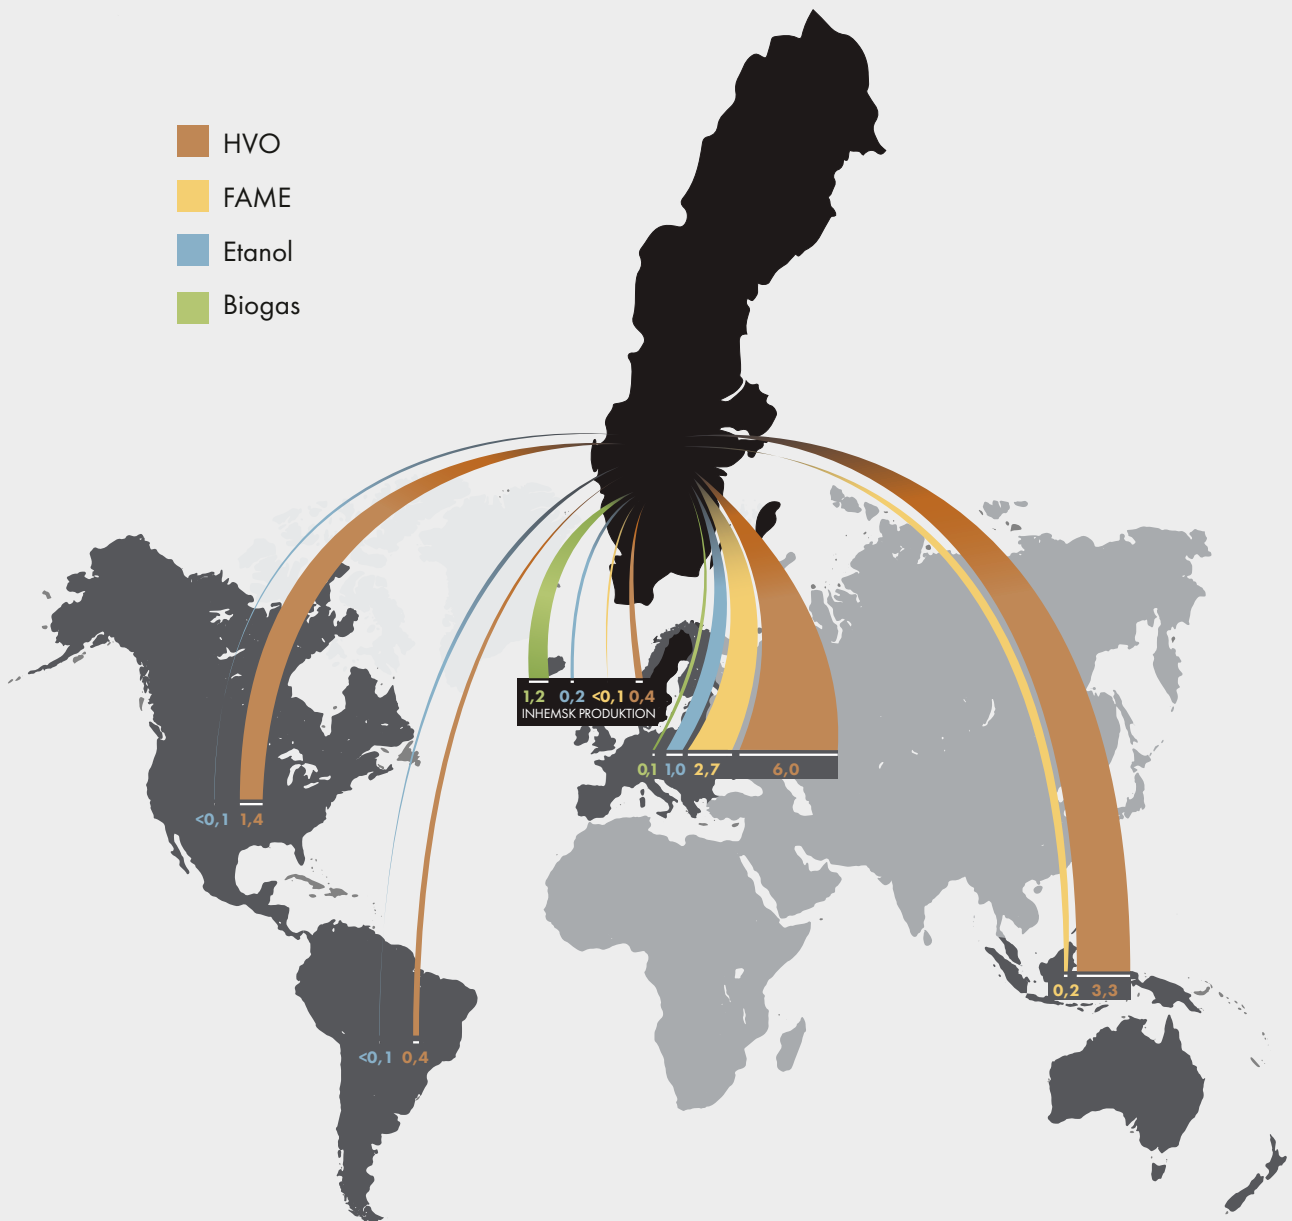 HVO
FAME
Etanol
Biogas
1,2 0,2 <0,1 0,4
INHEMSK PRODUKTION
0,1 1,0 2,7 6,0
<0,1 1,4
0,2 3,3
<0,1 0,4